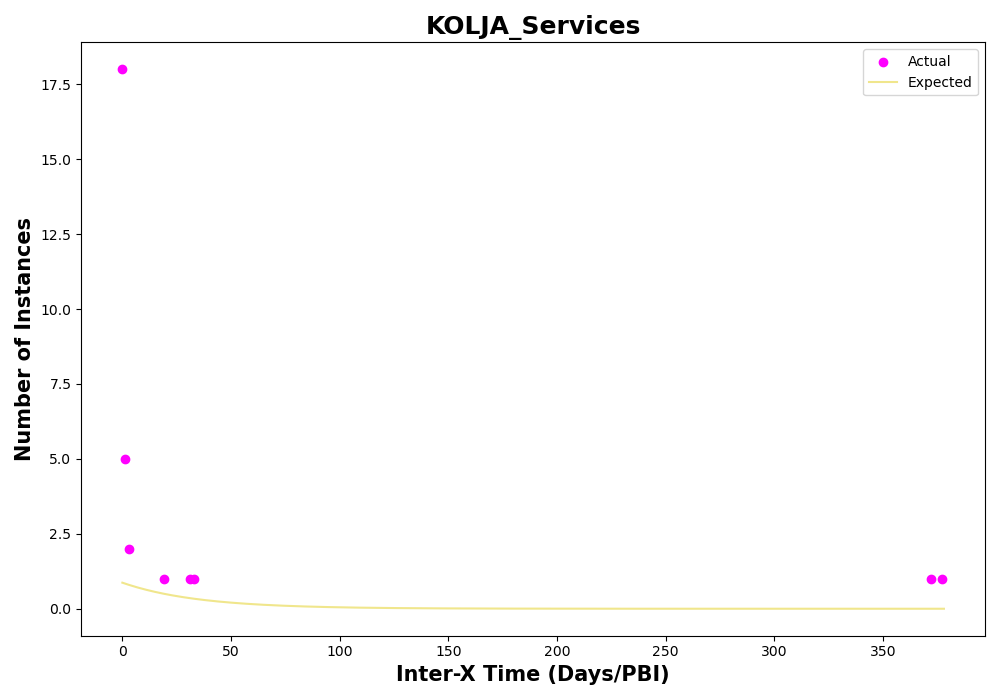 KOLJA_Services
Actual
Expected
Number of Instances
17.5
15.0
12.5
10.0
7.5
5.0
2.5
0.0
0 50 100 150 200 250 300 350
Inter-X Time (Days/PBI)